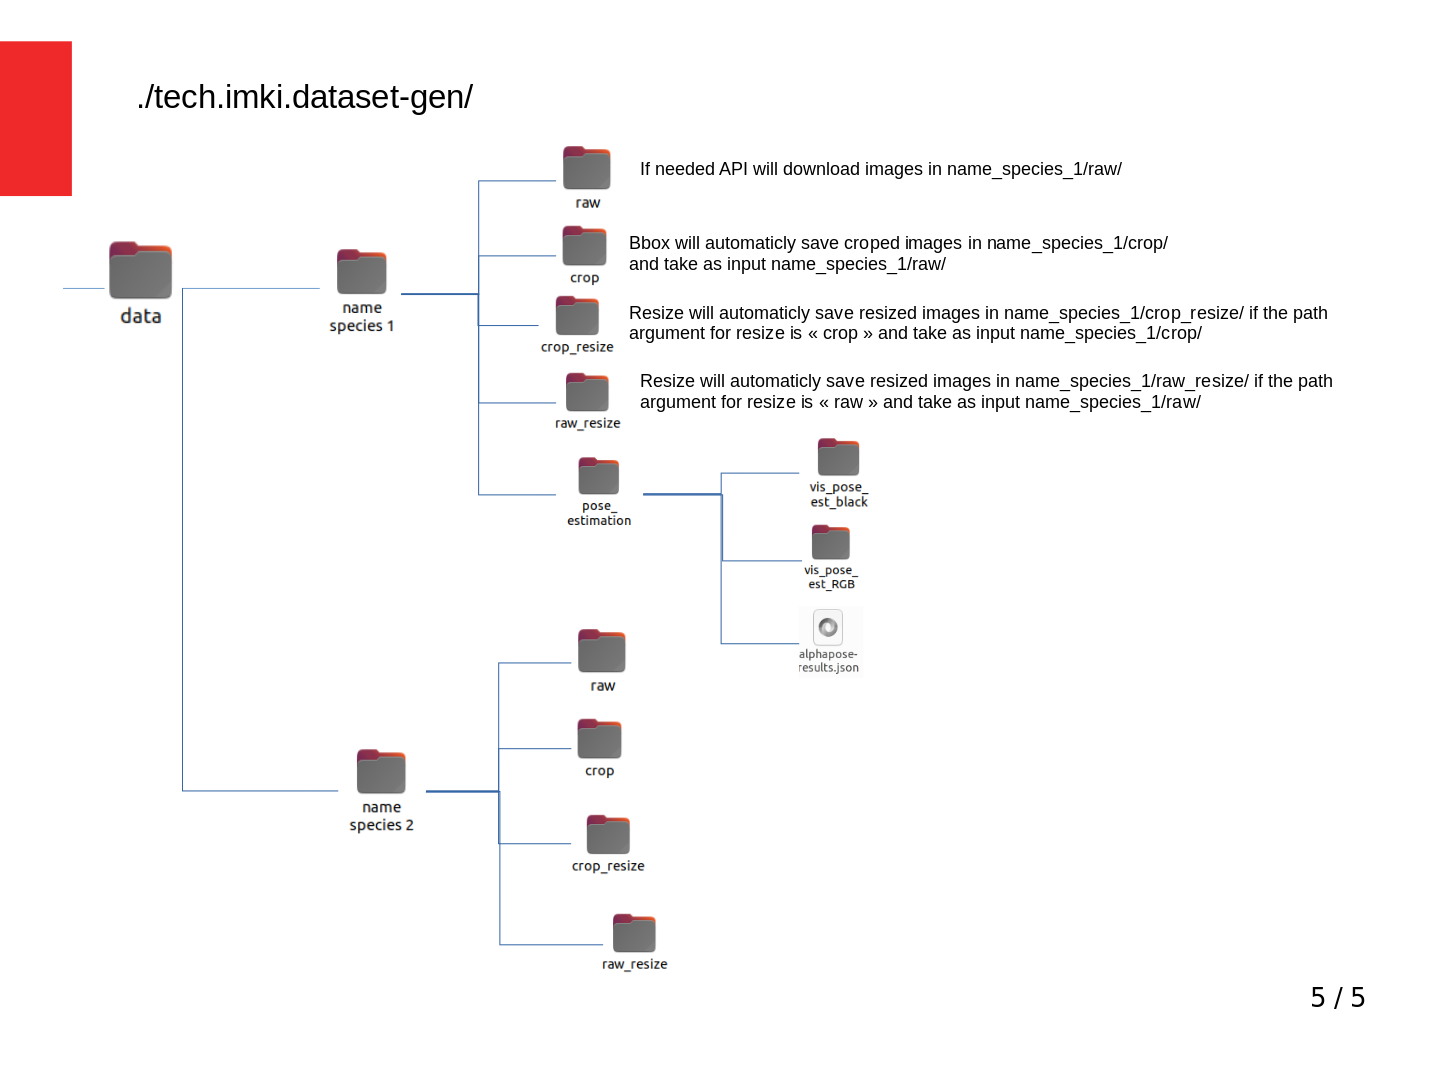 ./tech.imki.dataset-gen/
raw
If needed API will download images in name_species_1/raw/
crop
Bbox will automaticly save croped images in name_species_1/crop/
and take as input name_species_1/raw/
data
name
species 1
crop_resize
Resize will automaticly save resized images in name_species_1/crop_resize/ if the path
argument for resize is « crop » and take as input name_species_1/crop/
raw_resize
Resize will automaticly save resized images in name_species_1/raw_resize/ if the path
argument for resize is « raw » and take as input name_species_1/raw/
pose_
estimation
vis_pose_
est_black
vis_pose_
est_RGB
alphapose-
results.json
raw
crop
name
species 2
crop_resize
raw_resize
5 / 5